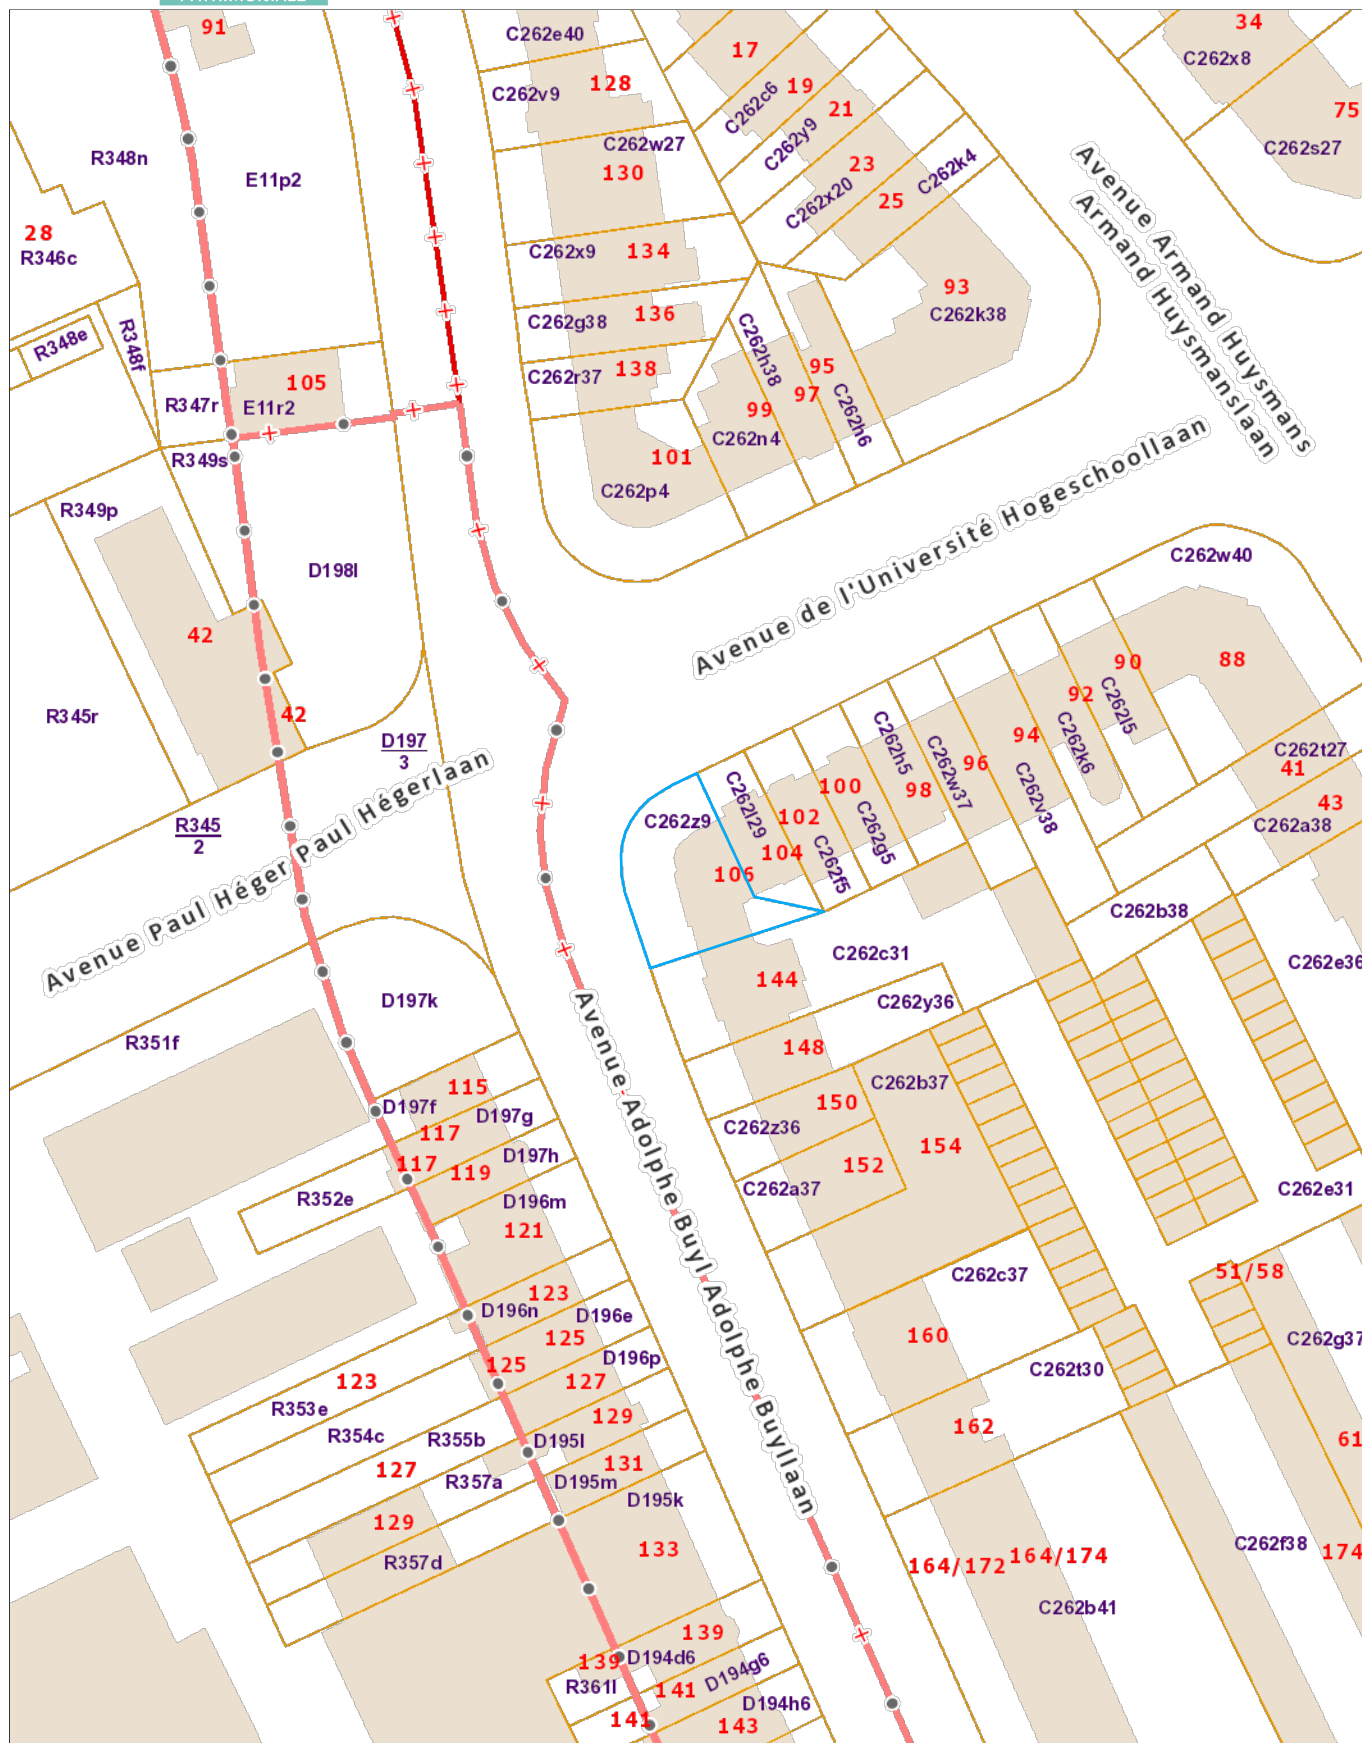 91
C262e40
17
34
C262x8
128
C262v9
19
C262c6
21
75
R348n
C262w27
C262y9
C262s27
E11p2
130
23
C262k4
Avenue Armand Huysmans
Armand Huysmanslaan
25
C262x20
28
R346c
C262x9
134
93
C262k38
R348e
R348f
C262g38
136
C262h38
105
C262r37
138
95
97
R347r
E11r2
99
C262h6
C262n4
R349s
101
C262p4
R349p
Avenue de l'Université Hogeschoollaan
D198l
C262w40
42
90
88
R345r
42
92
C262l5
D197
3
94
C262k6
C262t27
41
C262h5
96
C262w37
C262v38
C262l29
100
98
43
C262z9
102
C262g5
C262a38
R345
2
104
C262f5
106
Avenue Paul Héger Paul Hégerlaan
C262b38
C262c31
C262e36
144
D197k
C262y36
R351f
148
Avenue Adolphe Buyl Adolphe Buyllaan
115
C262b37
D197f
150
D197g
117
C262z36
154
D197h
117
119
152
C262a37
C262e31
R352e
D196m
121
51/58
C262c37
123
D196n
D196e
125
160
C262g37
D196p
125
C262t30
123
127
R353e
129
162
R354c
R355b
D195l
61
131
127
R357a
D195m
D195k
129
C262f38
133
164/172
164/174
174
R357d
C262b41
139
139
D194d6
D194g6
R361l
141
D194h6
141
143